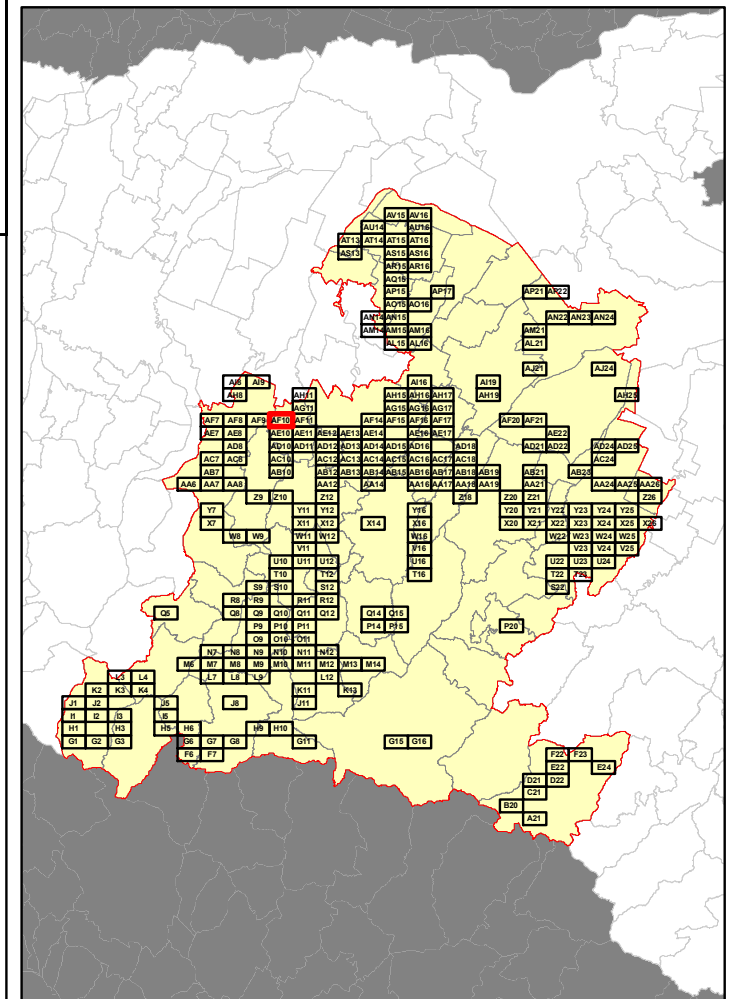 AV15 AV16
AU14 AU16
AT13 AT14 AT15 AT16
AS13 AS15 AS16
AR15 AR16
AQ15
AP15 AP17 AP21 AP22
AO15 AO16
AN14 AN15 AN22 AN23 AN24
AM14 AM15 AM16 AM21
AL15 AL16 AL21
AJ21 AJ24
AI8 AI9 AI16 AI19
AH8 AH11 AH15 AH16 AH17 AH19 AH25
AG11 AG15 AG16 AG17
AF7 AF8 AF9 AF10 AF11 AF14 AF15 AF16 AF17 AF20 AF21
AE7 AE8 AE10 AE11 AE12 AE13 AE14 AE16 AE17 AE22
AD8 AD10 AD11 AD12 AD13 AD14 AD15 AD16 AD18 AD21 AD22 AD24 AD25
AC7 AC8 AC10 AC12 AC13 AC14 AC15 AC16 AC17 AC18 AC24
AB7 AB10 AB12 AB13 AB14 AB15 AB16 AB17 AB18 AB19 AB21 AB23
AA6 AA7 AA8 AA12 AA14 AA16 AA17 AA18 AA19 AA21 AA24 AA25 AA26
Z9 Z10 Z12 Z18 Z20 Z21 Z26
Y7 Y11 Y12 Y16 Y20 Y21 Y22 Y23 Y24 Y25
X7 X11 X12 X14 X16 X20 X21 X22 X23 X24 X25 X26
W8 W9 W11 W12 W16 W22 W23 W24 W25
V11 V16 V23 V24 V25
U10 U11 U12 U16 U22 U23 U24
T10 T12 T16 T22 T23
S9 S10 S12 S22
R8 R9 R11 R12
Q5 Q8 Q9 Q10 Q11 Q12 Q14 Q15
P9 P10 P11 P14 P15 P20
O9 O10 O11
N7 N8 N9 N10 N11 N12
M6 M7 M8 M9 M10 M11 M12 M13 M14
L3 L4 L7 L8 L9 L12
K2 K3 K4 K11 K13
J1 J2 J5 J8 J11
I1 I2 I3 I5
H1 H3 H5 H6 H9 H10
G1 G2 G3 G6 G7 G8 G11 G15 G16
F6 F7 F22 F23
E22 E24
D21 D22
C21
B20
A21